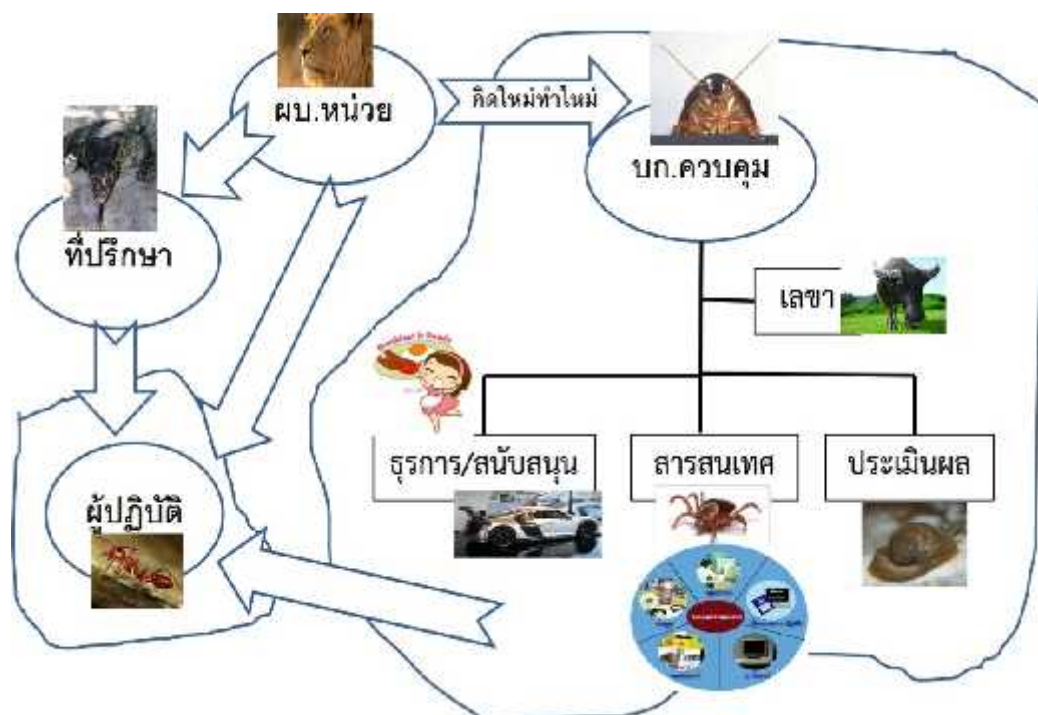 ผบ.หน่วย
คิดใหม่ทำใหม่
บก.ควบคุม
ที่ปรึกษา
เลขา
ธุรการ/สนับสนุน
สารสนเทศ
ประเมินผล
ผู้ปฏิบัติ